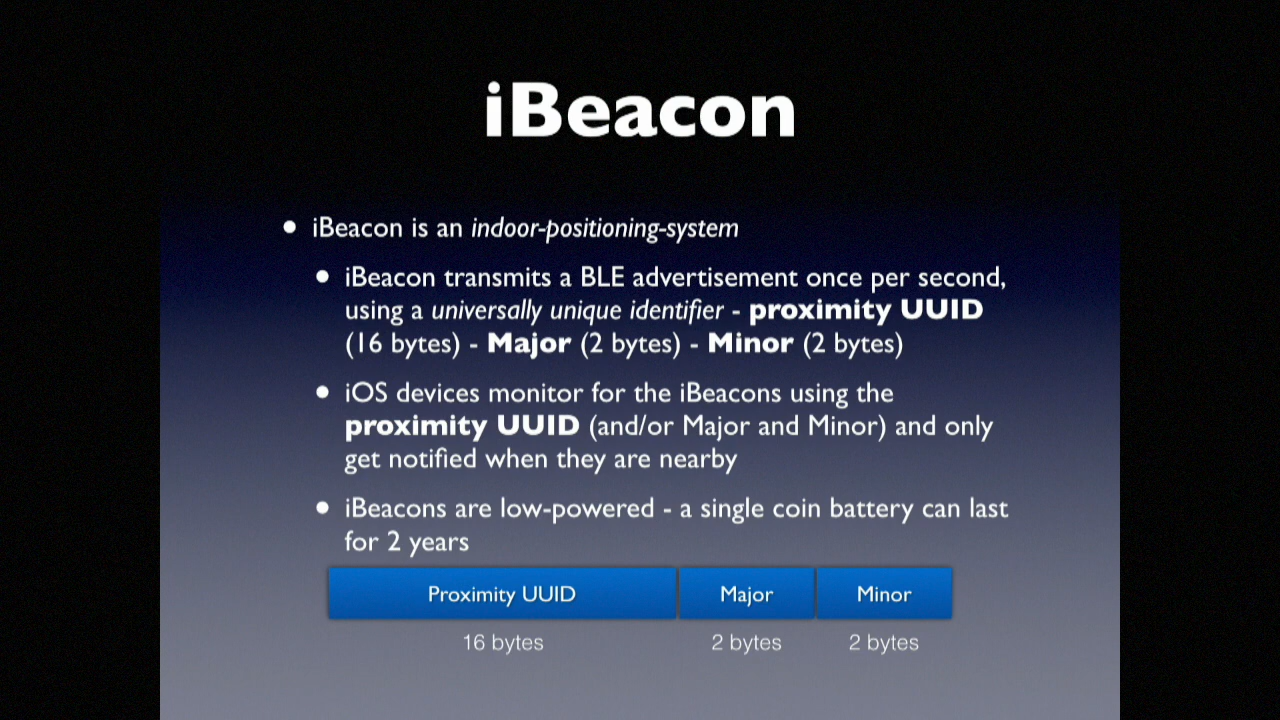 iBeacon
• iBeacon is an indoor-positioning-system
• iBeacon transmits a BLE advertisement once per second,
using a universally unique identifier - proximity UUID
(16 bytes) - Major (2 bytes) - Minor (2 bytes)
• iOS devices monitor for the iBeacons using the
proximity UUID (and/or Major and Minor) and only
get notified when they are nearby
• iBeacons are low-powered - a single coin battery can last
for 2 years
Proximity UUID Major Minor
16 bytes 2 bytes 2 bytes